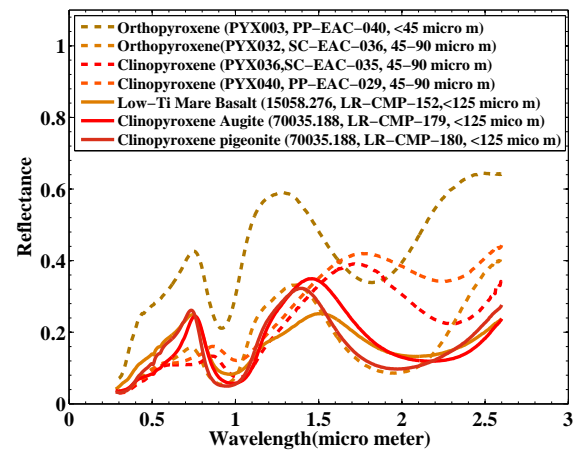 1
0.8
0.6
0.4
0.2
0
Reflectance
Orthopyroxene (PYX003, PP−EAC−040, <45 micro m)
Orthopyroxene(PYX032, SC−EAC−036, 45−90 micro m)
Clinopyroxene (PYX036,SC−EAC−035, 45−90 micro m)
Clinopyroxene (PYX040, PP−EAC−029, 45−90 micro m)
Low−Ti Mare Basalt (15058.276, LR−CMP−152,<125 micro m)
Clinopyroxene Augite (70035.188, LR−CMP−179, <125 mico m)
Clinopyroxene pigeonite (70035.188, LR−CMP−180, <125 mico m)
0 0.5 1 1.5 2 2.5 3
Wavelength(micro meter)